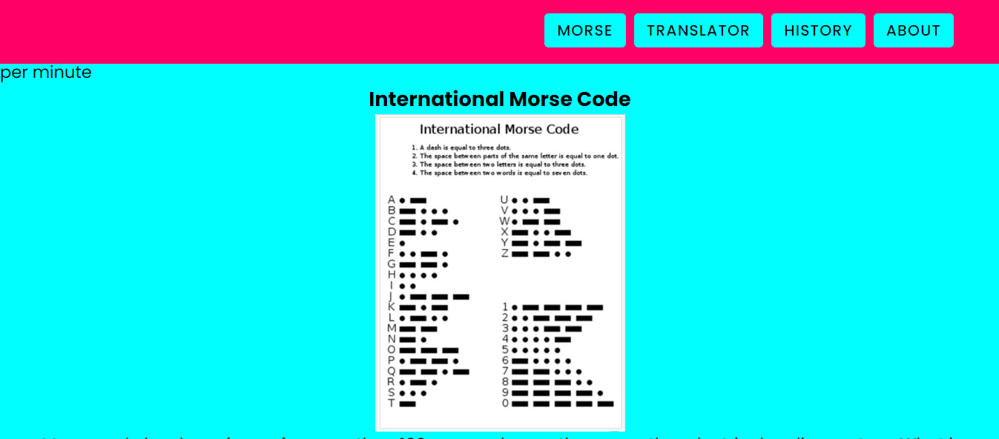 MORSE TRANSLATOR HISTORY ABOUT
per minute
International Morse Code
International Morse Code
1. A dash is equal to three dots.
2. The space between parts of the same letter is equal to one dot.
3. The space between two letters is equal to three dots.
4. The space between two words is equal to seven dots.
A
B
C
D
E
F
G
H
I
J
K
L
M
N
O
P
Q
R
S
T
U
V
W
X
Y
Z
1
2
3
4
5
6
7
8
9
0